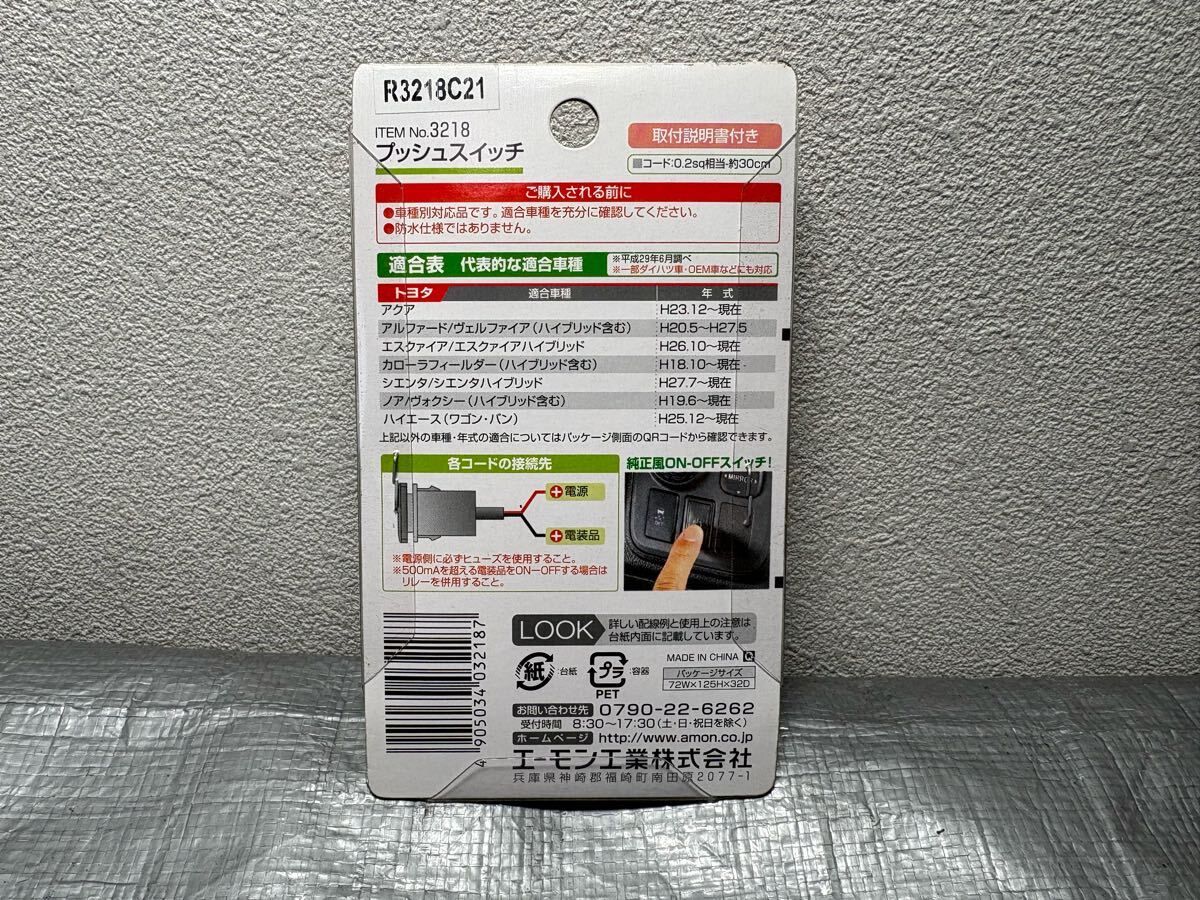 R3218C21
ITEM No.3218
プッシュスイッチ
取付説明書付き
■コード:0.2sq相当・約30cm
ご購入される前に
●車種別対応品です。適合車種を充分に確認してください。
●防水仕様ではありません。
適合表 代表的な適合車種
※平成29年6月調べ
※一部ダイハツ車・OEM車などにも対応
トヨタ 適合車種 年 式
アクア H23.12〜現在
アルファード/ヴェルファイア(ハイブリッド含む) H20.5〜H27.5
エスクァイア/エスクァイアハイブリッド H26.10〜現在
カローラフィールダー(ハイブリッド含む) H18.10〜現在
シエンタ/シエンタハイブリッド H27.7〜現在
ノア/ヴォクシー(ハイブリッド含む) H19.6〜現在
ハイエース(ワゴン・バン) H25.12〜現在
上記以外の車種・年式の適合についてはパッケージ側面のQRコードから確認できます。
各コードの接続先
+電源
+電装品
※電源側に必ずヒューズを使用すること。
※500mAを超える電装品をON−OFFする場合は
リレーを併用すること。
純正風ON-OFFスイッチ!
MIRROR
OFF
LOOK
詳しい配線例と使用上の注意は
台紙内面に記載しています。
紙 :台紙
プラ :容器
PET
MADE IN CHINA Q
パッケージサイズ
72W×125H×32D
お問い合わせ先 0790-22-6262
受付時間 8:30〜17:30(土・日・祝日を除く)
ホームページ http://www.amon.co.jp
エーモン工業株式会社
兵庫県神崎郡福崎町南田原2077-1
4 905034 032187